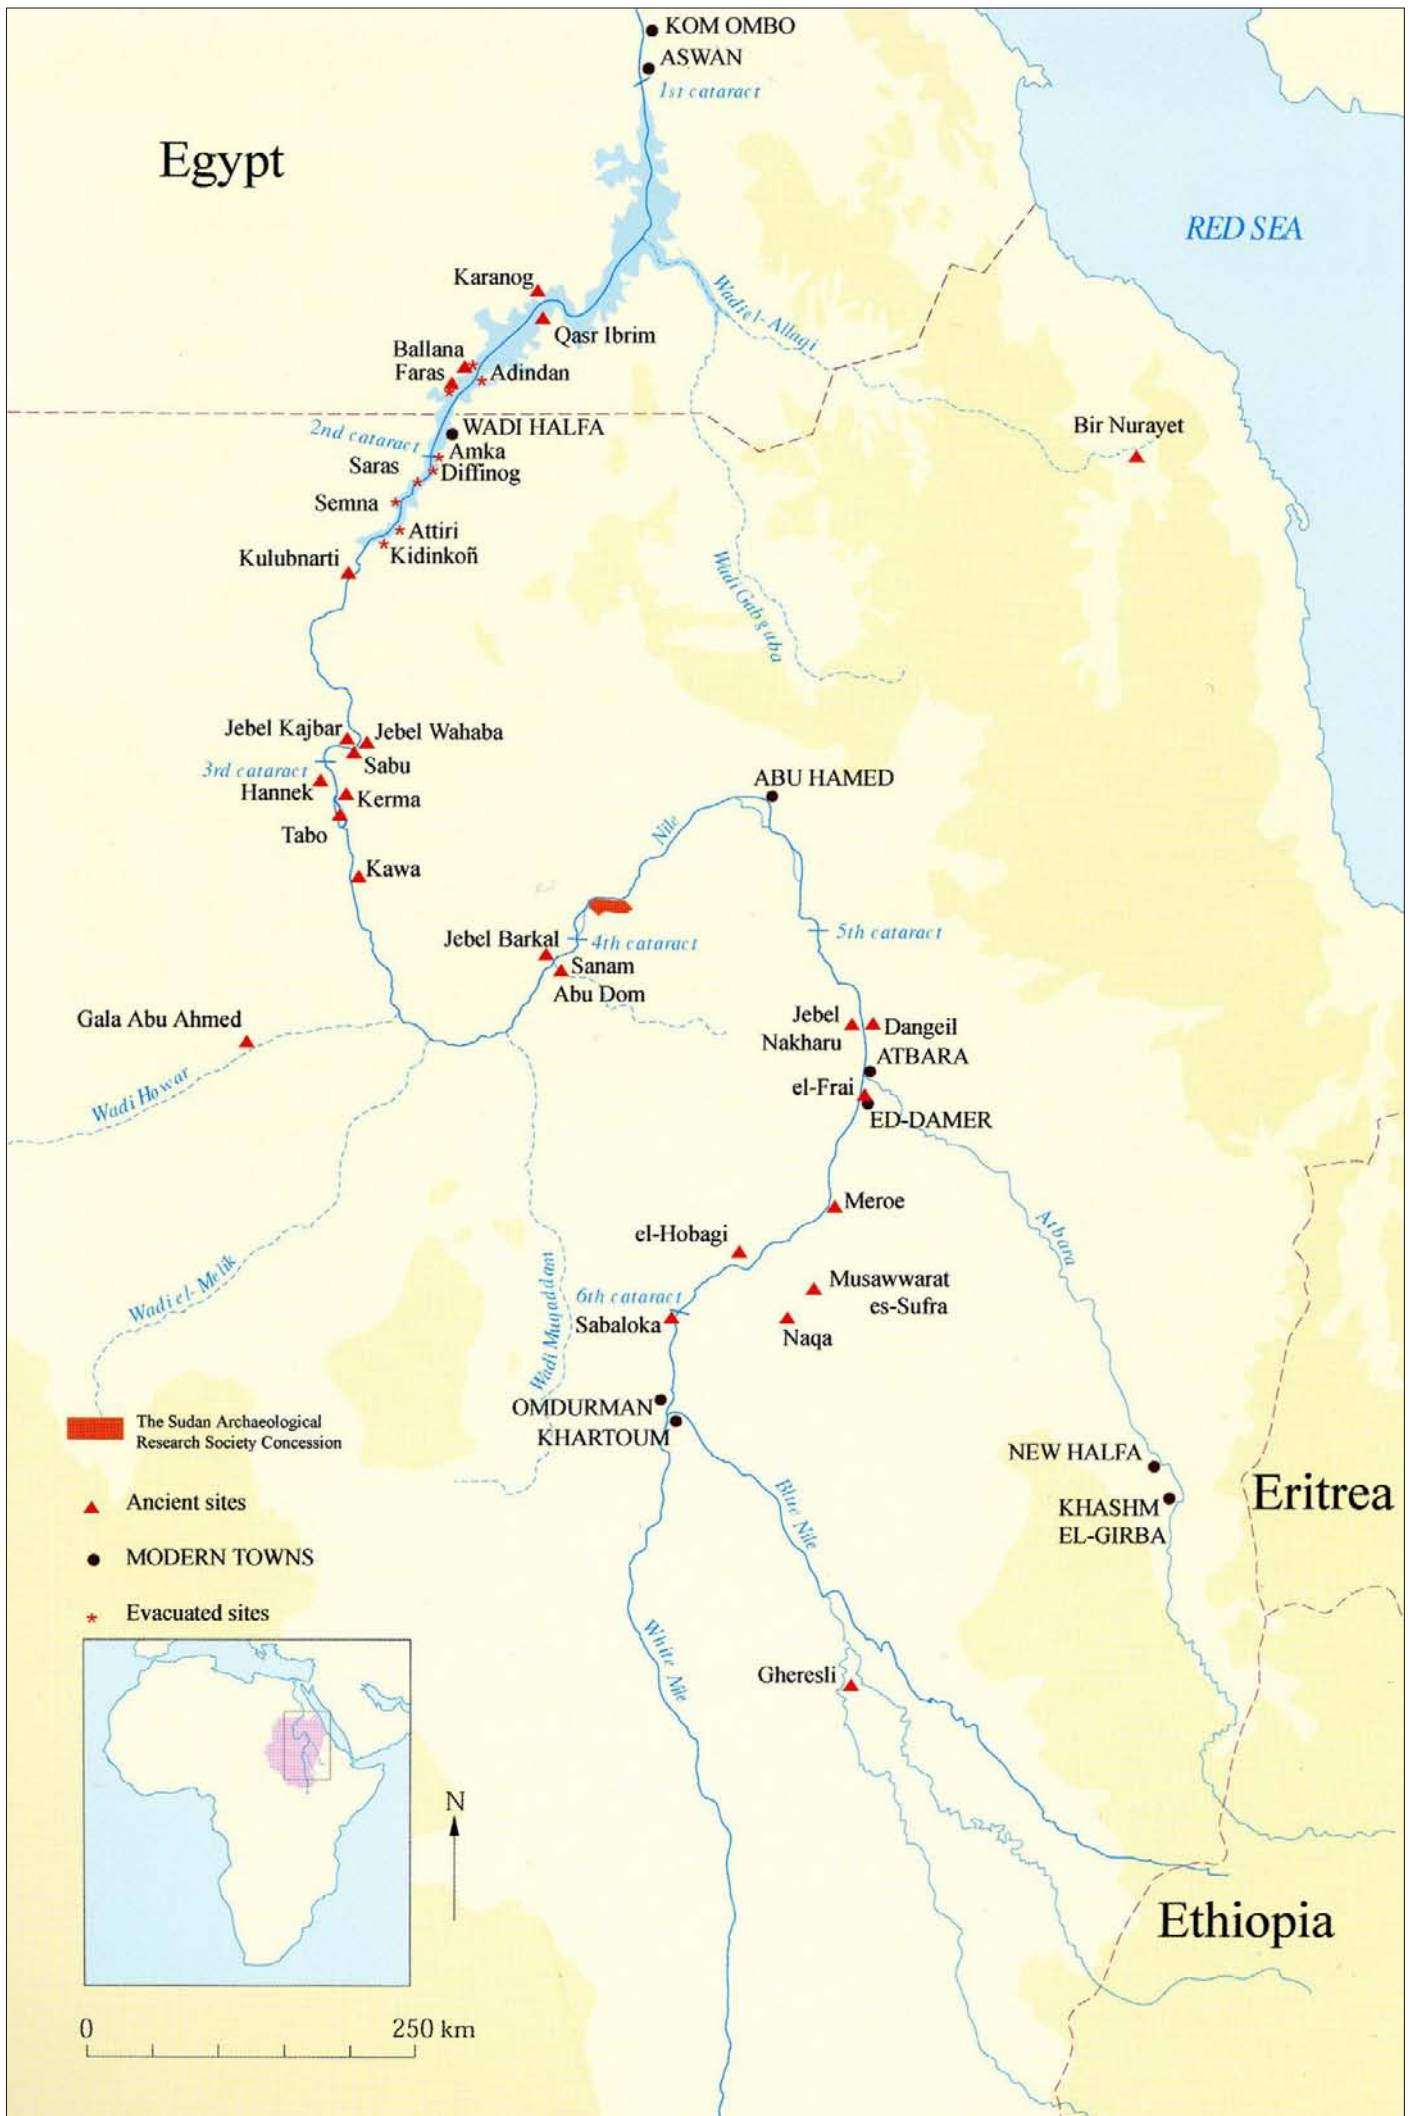 KOM OMBO
ASWAN
1st cataract
Egypt
RED SEA
Karanog
Wadi el-Allaqi
Qasr Ibrim
Ballana
Faras
Adindan
WADI HALFA
2nd cataract
Bir Nurayet
Amka
Saras
Diffinog
Semna
Attiri
Kidinkoñ
Kulubnarti
Wadi Gabgaba
Jebel Kajbar
Jebel Wahaba
Sabu
3rd cataract
Hannek
Kerma
Tabo
ABU HAMED
Nile
Kawa
5th cataract
Jebel Barkal
4th cataract
Sanam
Abu Dom
Gala Abu Ahmed
Jebel
Nakharu
Dangeil
ATBARA
Wadi Howar
el-Frai
ED-DAMER
Meroe
Atbara
el-Hobagi
Wadi el-Melik
Wadi Muqaddam
Musawwarat
es-Sufra
6th cataract
Sabaloka
Naqa
OMDURMAN
KHARTOUM
The Sudan Archaeological
Research Society Concession
NEW HALFA
Eritrea
KHASHM
EL-GIRBA
Ancient sites
Blue Nile
MODERN TOWNS
Evacuated sites
White Nile
Gheresli
N
Ethiopia
0
250 km